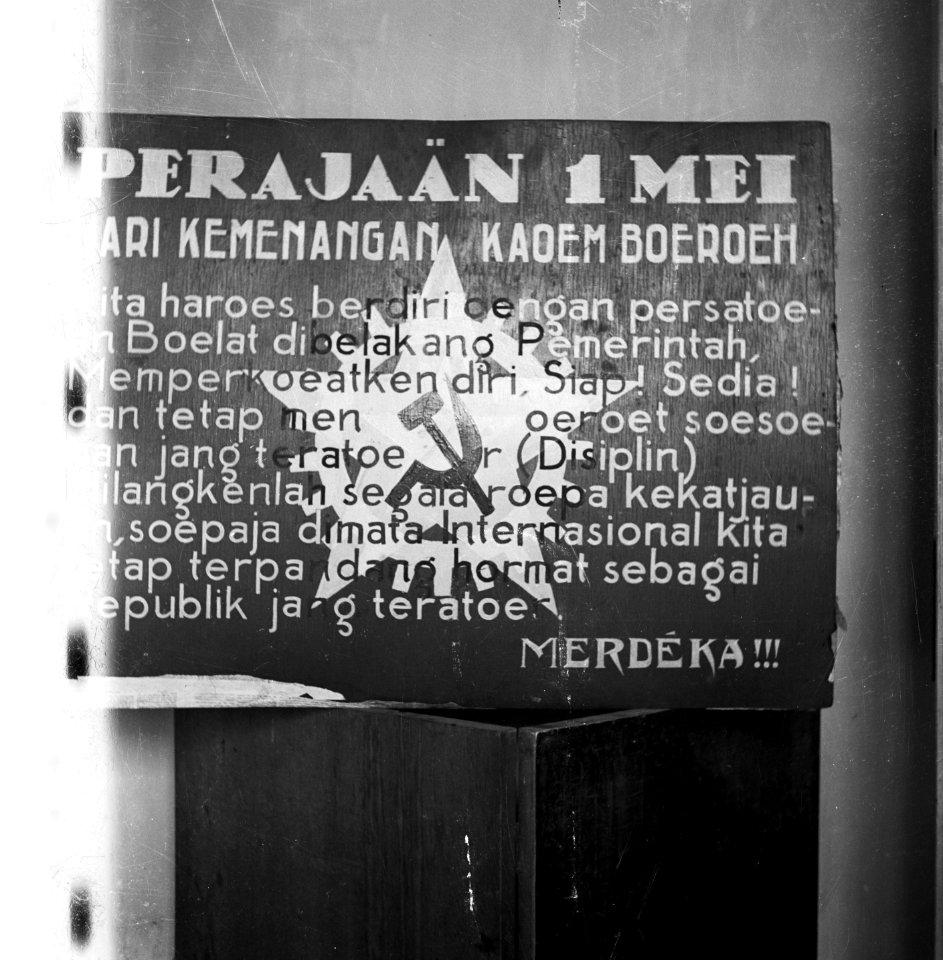 PERAJAÄN 1 MEI
ARI KEMENANGAN KAOEM BOEROEH
ita haroes berdiri dengan persatoe-
n Boelat dibelakang Pemerintah,
Memperkoeatken diri, Siap! Sedia!
dan tetap men oeroet soesoe-
an jang teratoe r (Disiplin)
ilangkenlah segala roepa kekatjau-
n, soepaja dimata Internasional kita
etap terpandang hormat sebagai
epublik jang teratoer
MERDÉKA!!!